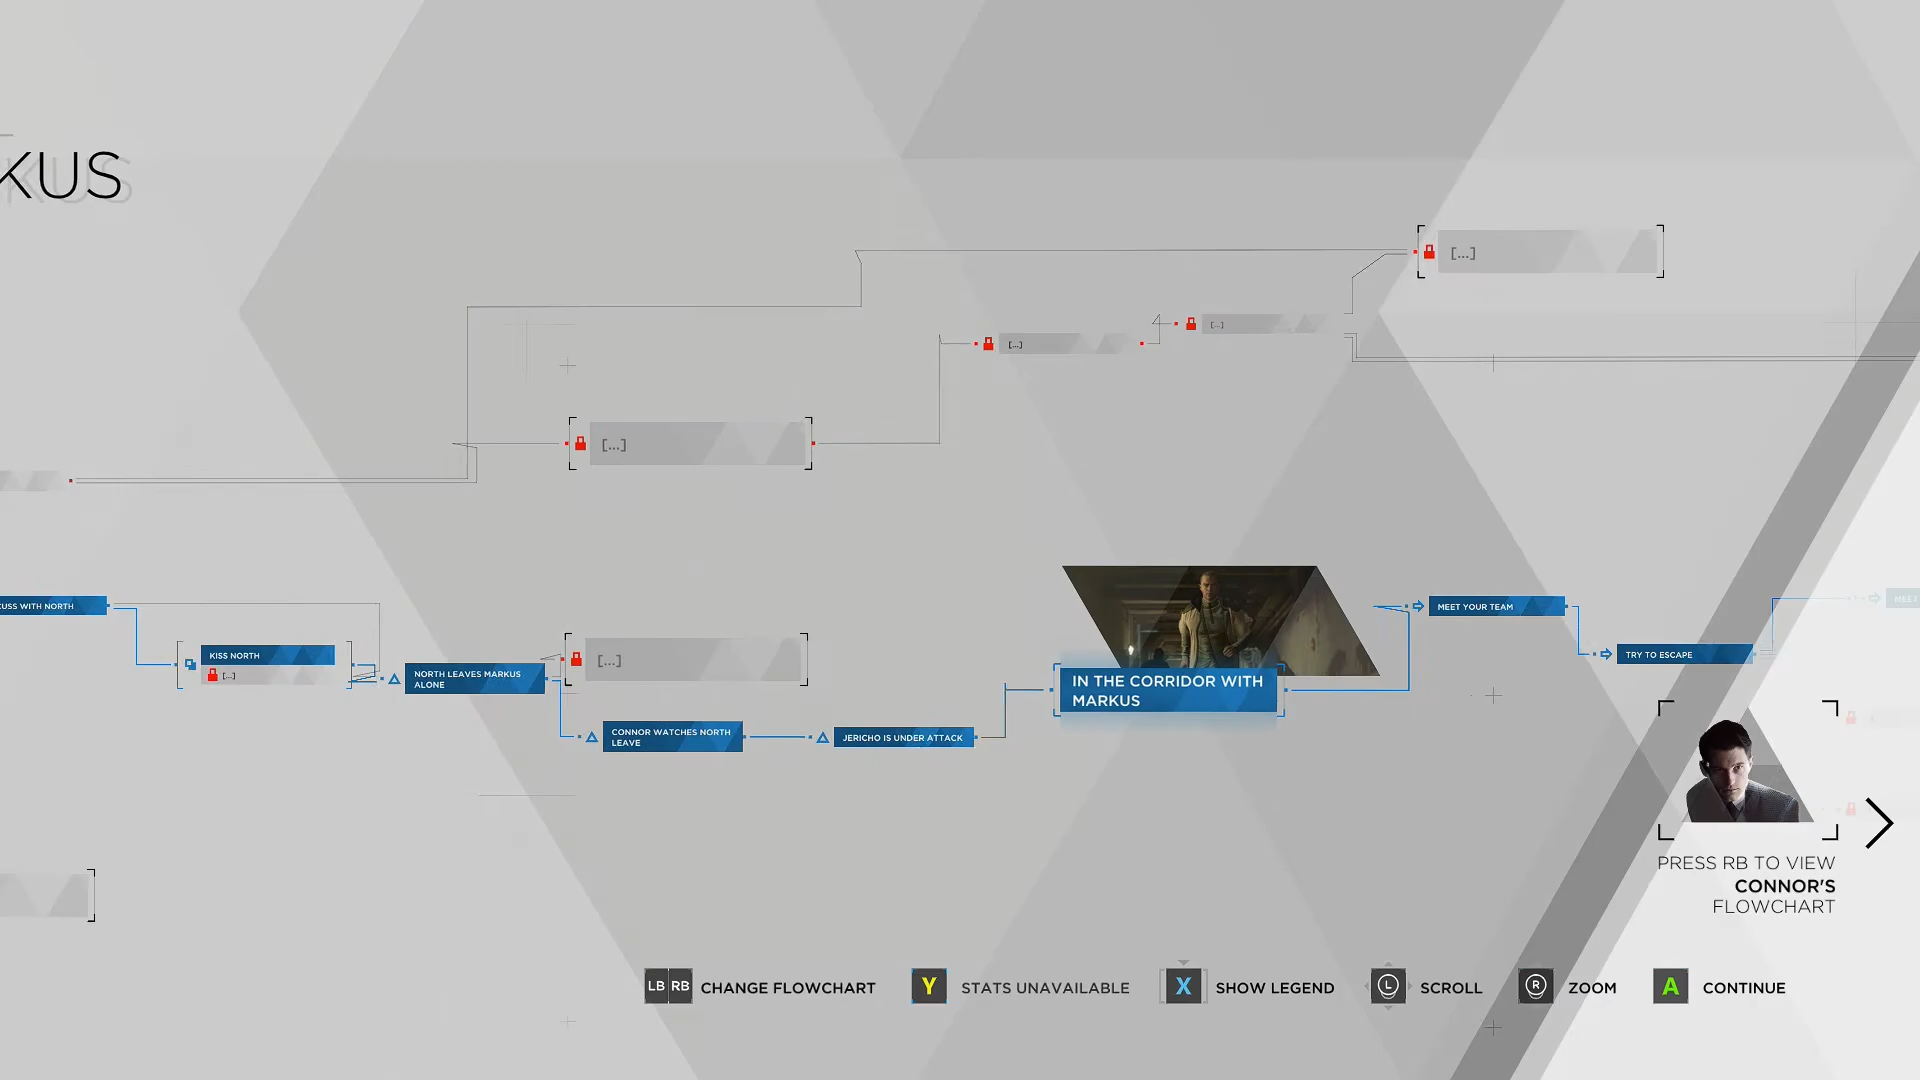 KUS
[...]
[...]
[...]
[...]
CUSS WITH NORTH
MEET YOUR TEAM
KISS NORTH
[...]
NORTH LEAVES MARKUS
ALONE
[...]
TRY TO ESCAPE
IN THE CORRIDOR WITH
MARKUS
CONNOR WATCHES NORTH
LEAVE
JERICHO IS UNDER ATTACK
PRESS RB TO VIEW
CONNOR'S
FLOWCHART
LB RB CHANGE FLOWCHART
Y STATS UNAVAILABLE
X SHOW LEGEND
L SCROLL
R ZOOM
A CONTINUE